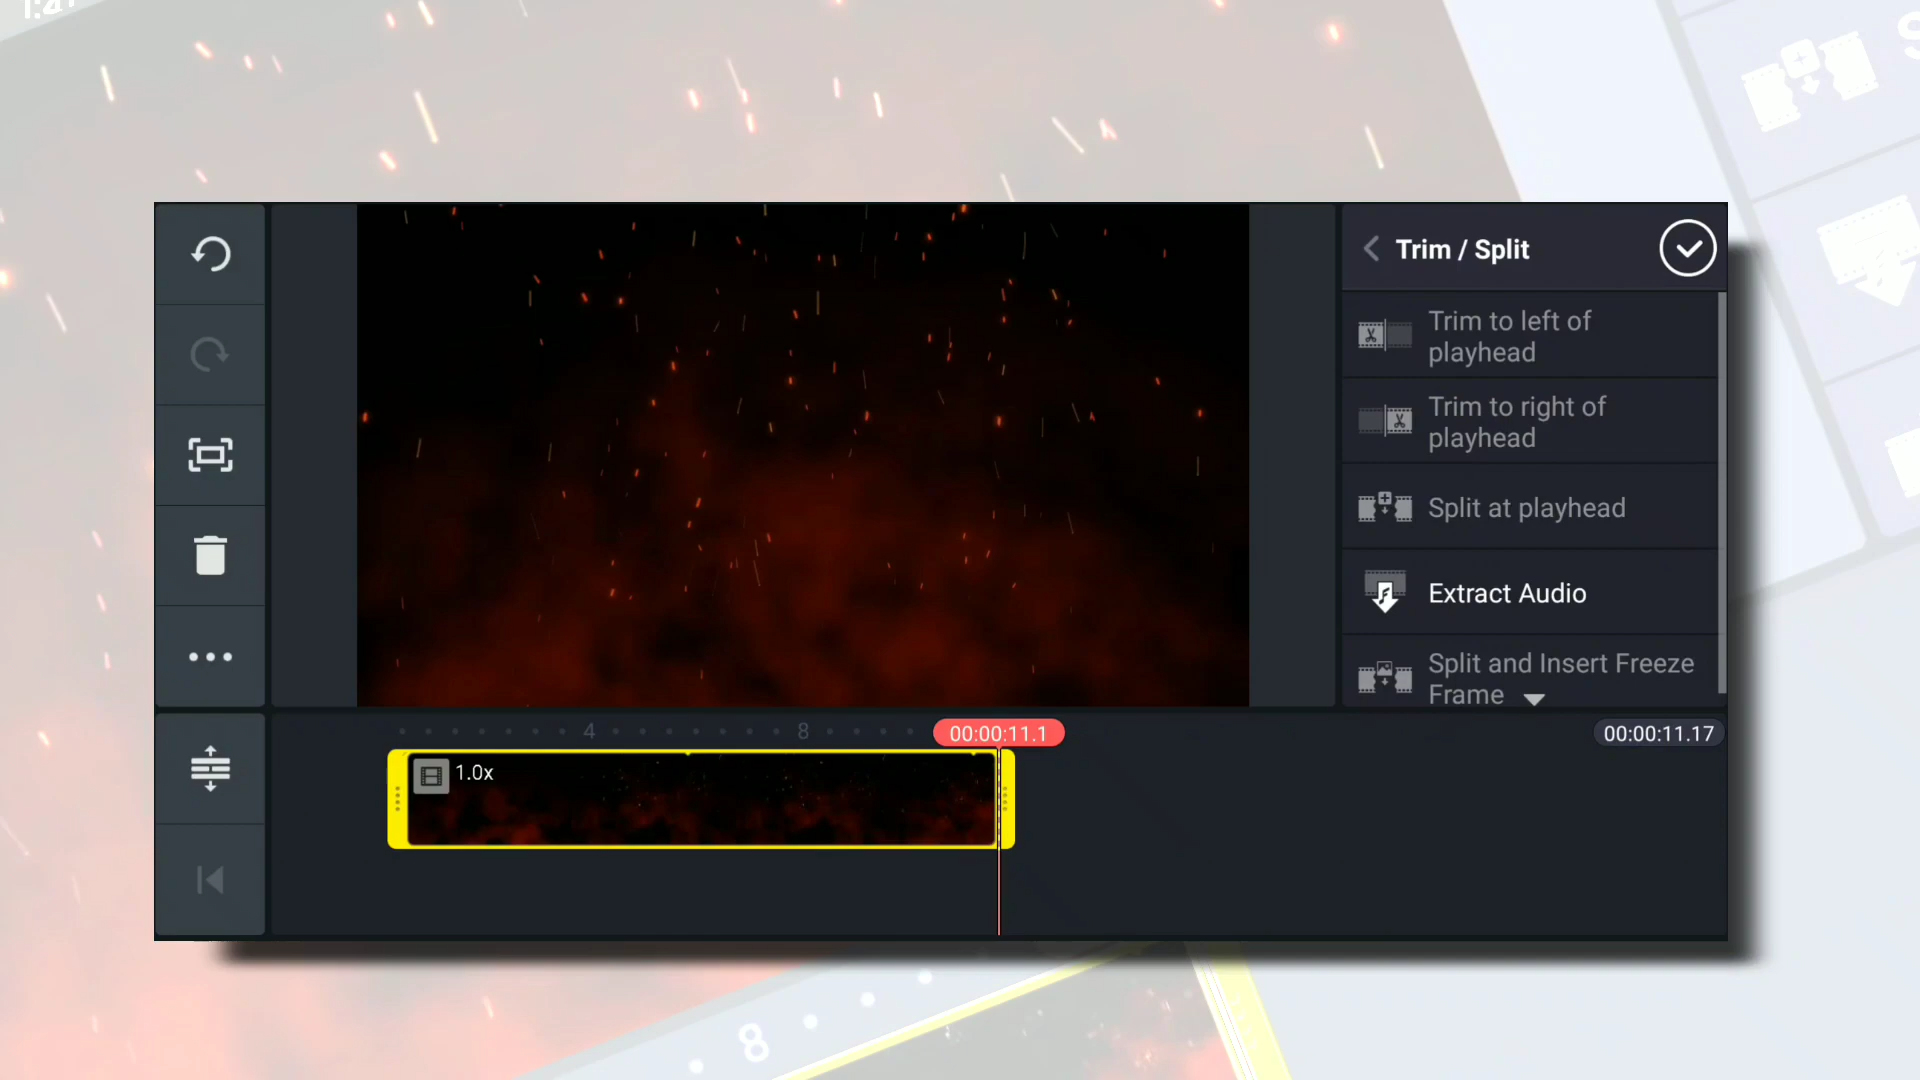 Trim / Split
Trim to left of
playhead
Trim to right of
playhead
Split at playhead
Extract Audio
Split and Insert Freeze
Frame
4
8
00:00:11.1
00:00:11.17
1.0x
8